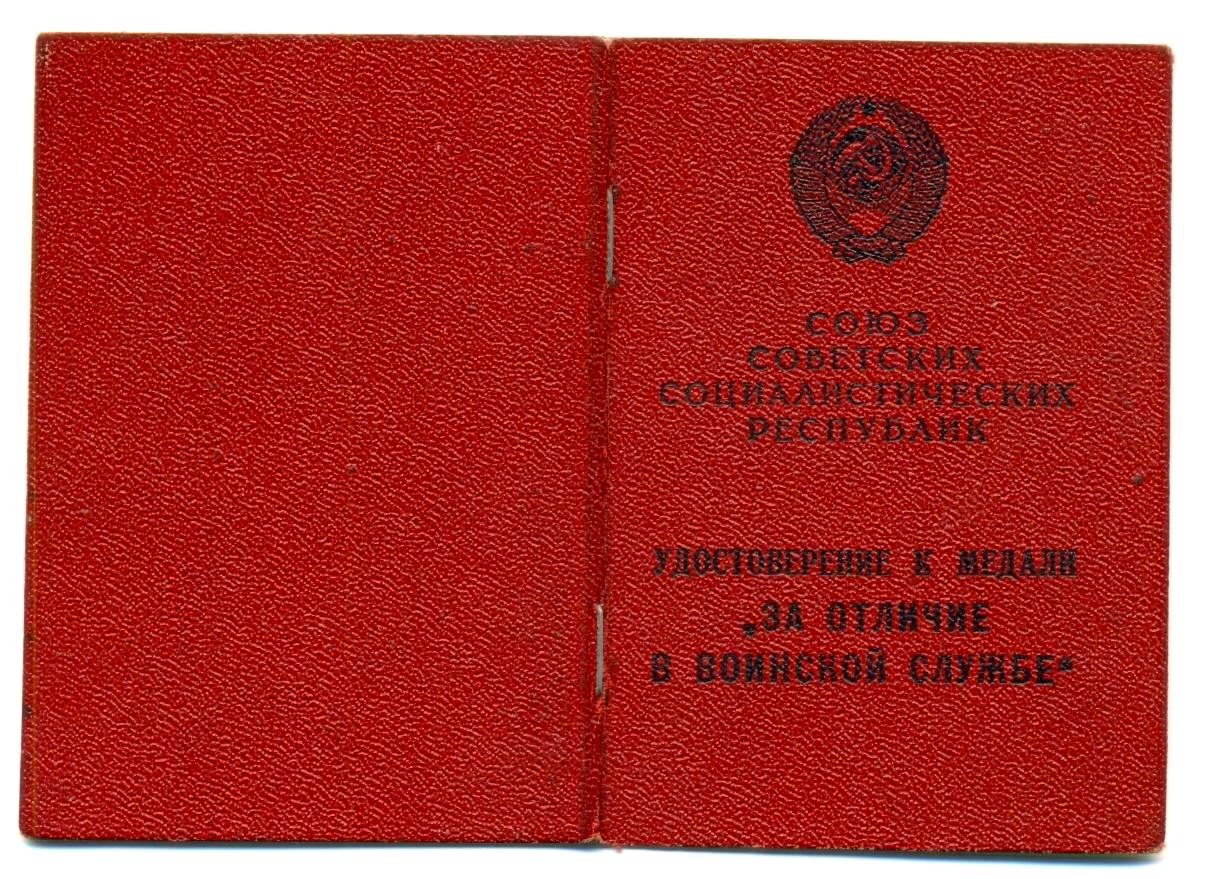 СОЮЗ
СОВЕТСКИХ
СОЦИАЛИСТИЧЕСКИХ
РЕСПУБЛИК
УДОСТОВЕРЕНИЕ К МЕДАЛИ
„ЗА ОТЛИЧИЕ
В ВОИНСКОЙ СЛУЖБЕ“